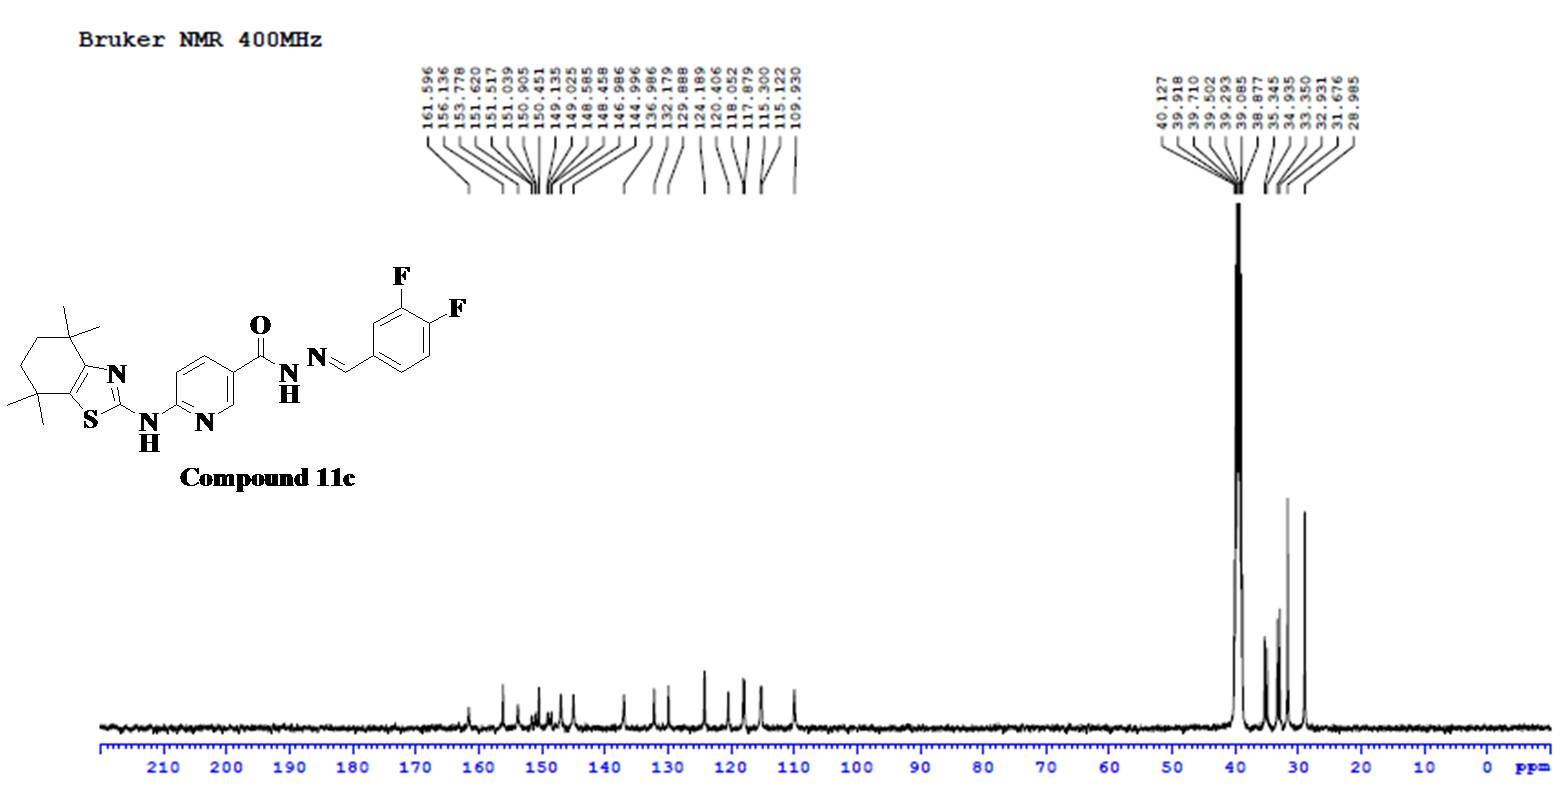 Bruker NMR 400MHz
161.596
156.136
153.778
151.620
151.517
151.039
150.905
150.451
149.135
149.025
148.585
148.458
146.986
144.996
136.986
132.179
129.888
124.189
120.406
118.052
117.879
115.300
115.122
109.930
40.127
39.918
39.710
39.502
39.293
39.085
38.877
35.345
34.935
33.350
32.931
31.676
28.985
F
F
O
N
N
H
N
S
N
H
N
Compound 11c
210 200 190 180 170 160 150 140 130 120 110 100 90 80 70 60 50 40 30 20 10 0 ppm